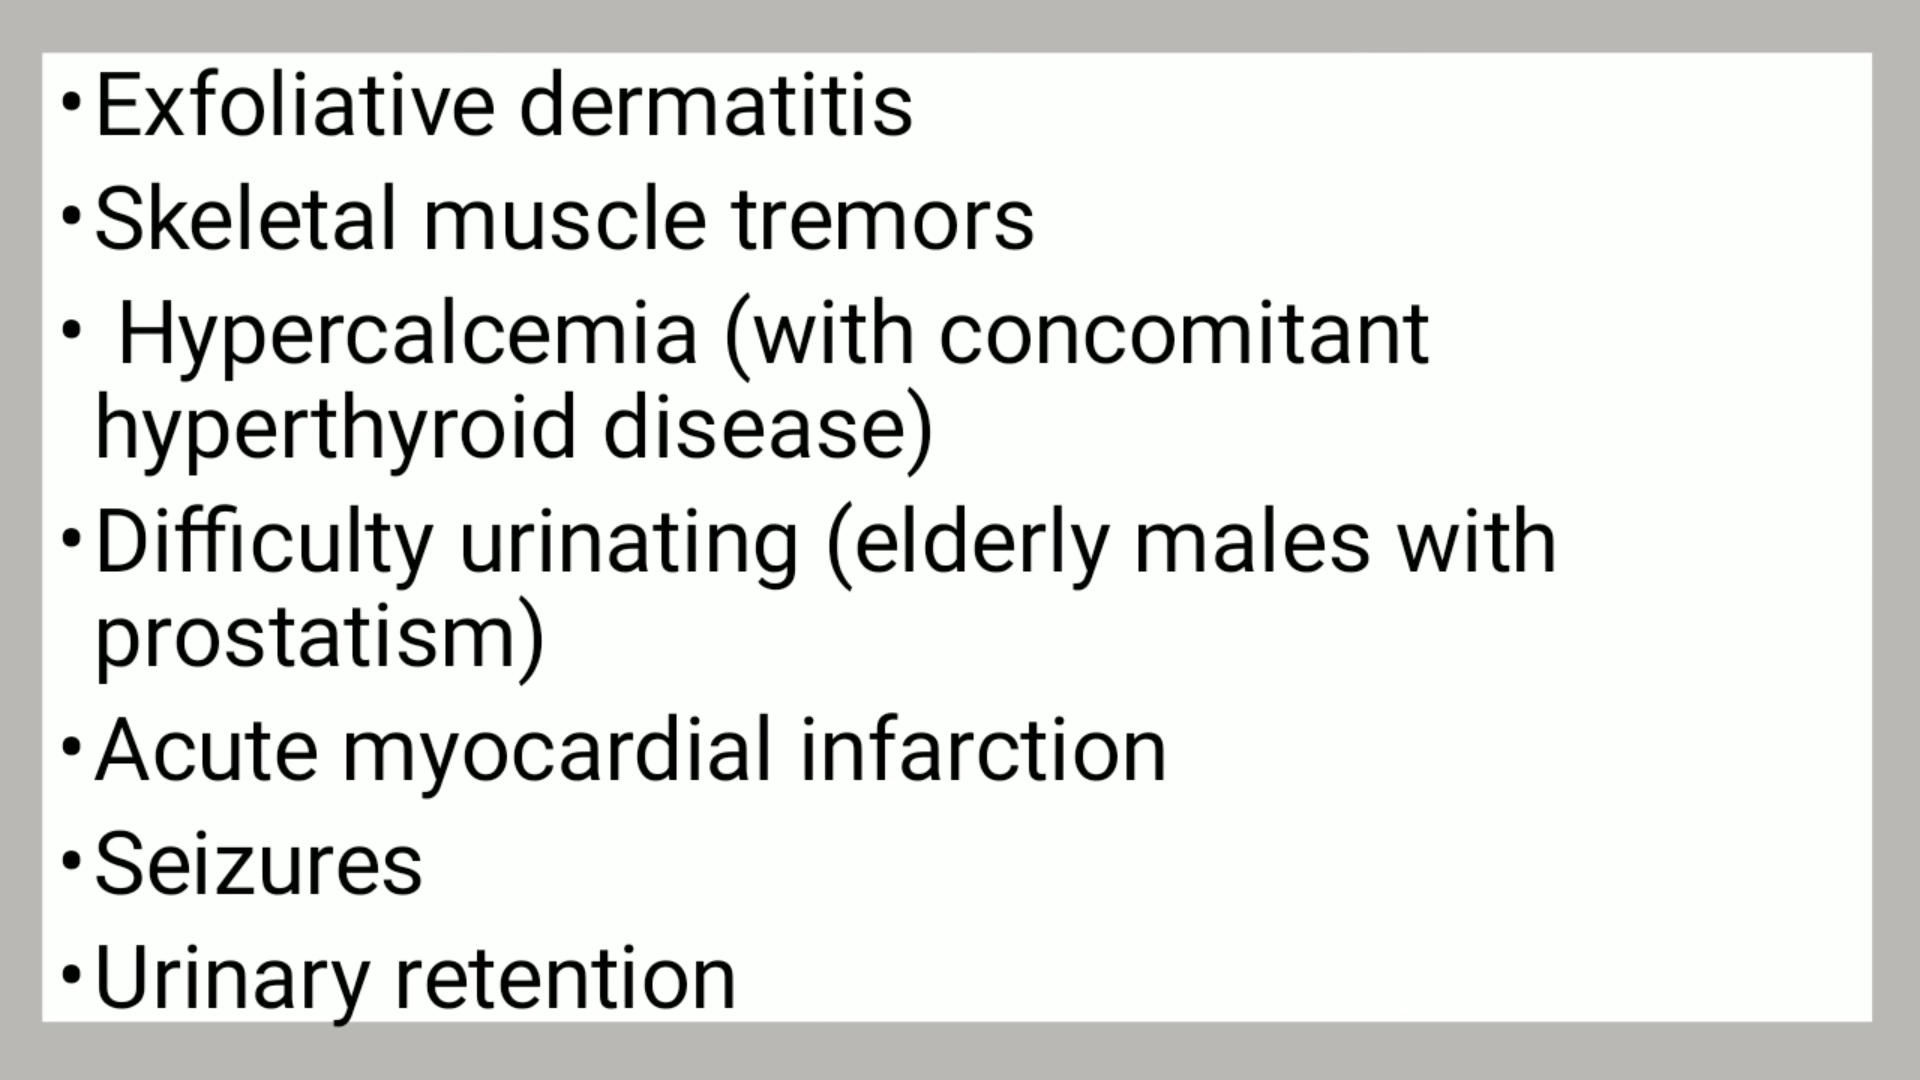 •Exfoliative dermatitis
•Skeletal muscle tremors
• Hypercalcemia (with concomitant
hyperthyroid disease)
•Difficulty urinating (elderly males with
prostatism)
•Acute myocardial infarction
•Seizures
•Urinary retention